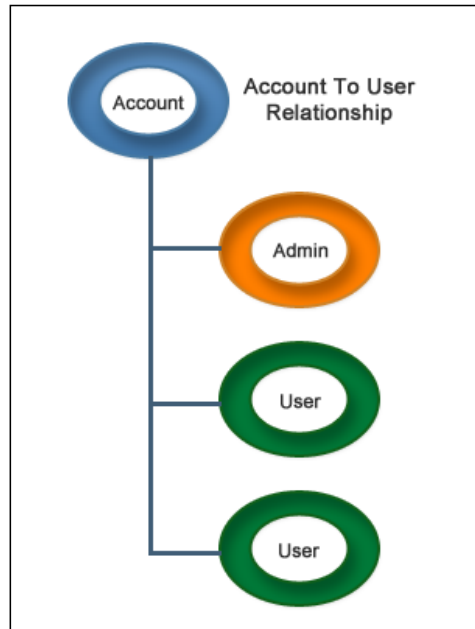 Account
Account To User
Relationship
Admin
User
User